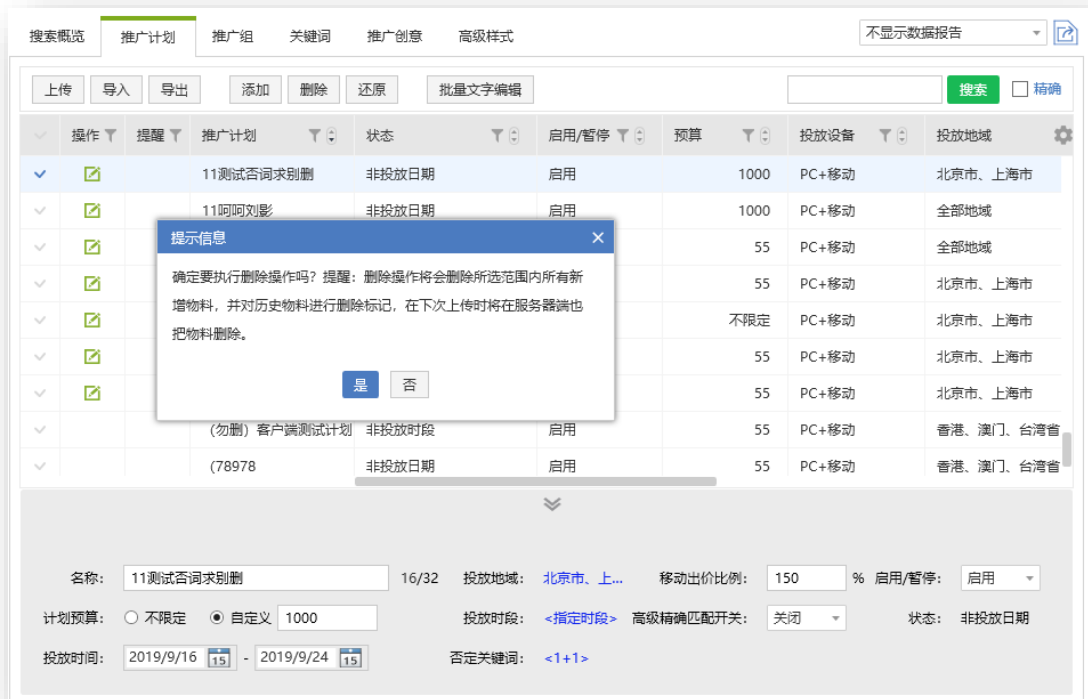 搜索概览 推广计划 推广组 关键词 推广创意 高级样式 不显示数据报告
上传 导入 导出 添加 删除 还原 批量文字编辑 搜索 精确
操作 提醒 推广计划 状态 启用/暂停 预算 投放设备 投放地域
11测试否词求别删 非投放日期 启用 1000 PC+移动 北京市、上海市
11呵呵刘影 非投放日期 启用 1000 PC+移动 全部地域
提示信息
55 PC+移动 全部地域
确定要执行删除操作吗？提醒：删除操作将会删除所选范围内所有新
55 PC+移动 北京市、上海市
增物料，并对历史物料进行删除标记，在下次上传时将在服务器端也
不限定 PC+移动 北京市、上海市
把物料删除。
55 PC+移动 北京市、上海市
是 否
55 PC+移动 北京市、上海市
(勿删）客户端测试计划 非投放时段 启用 55 PC+移动 香港、澳门、台湾省
(78978 非投放日期 启用 55 PC+移动 香港、澳门、台湾省
名称： 11测试否词求别删 16/32 投放地域： 北京市、上... 移动出价比例： 150 % 启用/暂停： 启用
计划预算： 不限定 自定义 1000 投放时段： <指定时段> 高级精确匹配开关： 关闭 状态： 非投放日期
投放时间： 2019/9/16 15 - 2019/9/24 15 否定关键词： <1+1>